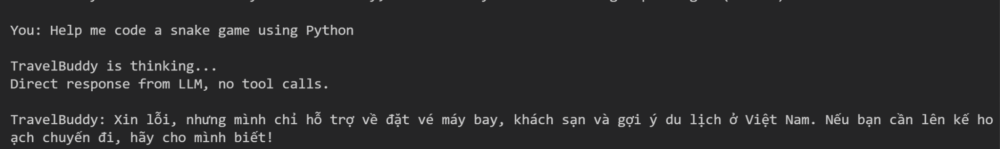 You: Help me code a snake game using Python
TravelBuddy is thinking...
Direct response from LLM, no tool calls.
TravelBuddy: Xin lỗi, nhưng mình chỉ hỗ trợ về đặt vé máy bay, khách sạn và gợi ý du lịch ở Việt Nam. Nếu bạn cần lên kế ho
ạch chuyến đi, hãy cho mình biết!